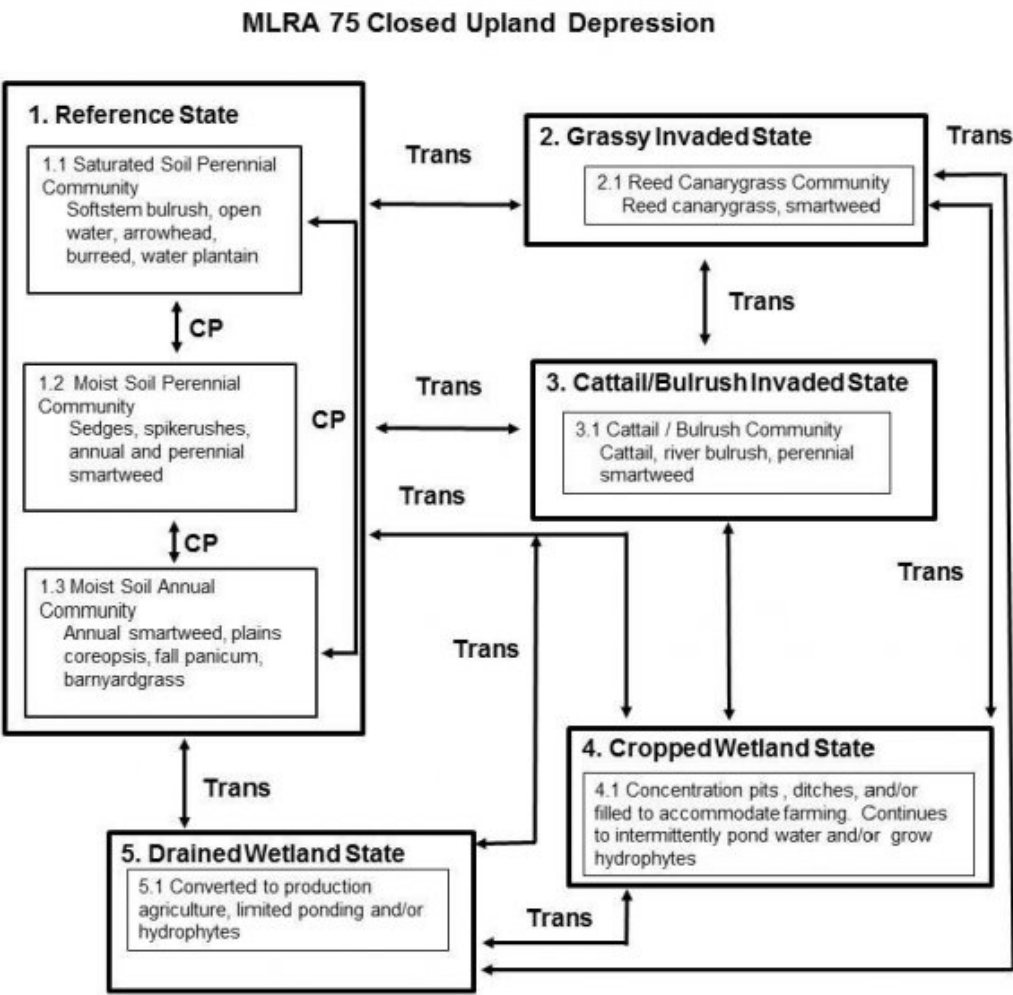 MLRA 75 Closed Upland Depression
1. Reference State
1.1 Saturated Soil Perennial
Community
Softstem bulrush, open
water, arrowhead,
burreed, water plantain
CP
1.2 Moist Soil Perennial
Community
Sedges, spikerushes,
annual and perennial
smartweed
CP
CP
1.3 Moist Soil Annual
Community
Annual smartweed, plains
coreopsis, fall panicum,
barnyardgrass
Trans
2. Grassy Invaded State
2.1 Reed Canarygrass Community
Reed canarygrass, smartweed
Trans
Trans
Trans
3. Cattail/Bulrush Invaded State
3.1 Cattail / Bulrush Community
Cattail, river bulrush, perennial
smartweed
Trans
Trans
Trans
4. Cropped Wetland State
4.1 Concentration pits , ditches, and/or
filled to accommodate farming. Continues
to intermittently pond water and/or grow
hydrophytes
Trans
5. Drained Wetland State
5.1 Converted to production
agriculture, limited ponding and/or
hydrophytes
Trans